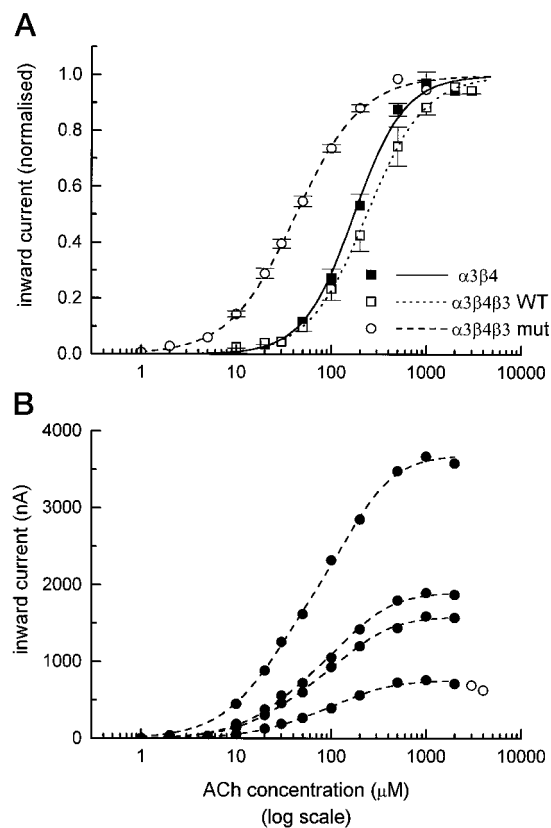 A
1.0
0.8
0.6
0.4
0.2
0.0
inward current (normalised)
α3β4
α3β4β3 WT
α3β4β3 mut
1 10 100 1000 10000
B
4000
3000
2000
1000
0
inward current (nA)
1 10 100 1000 10000
ACh concentration (μM)
(log scale)